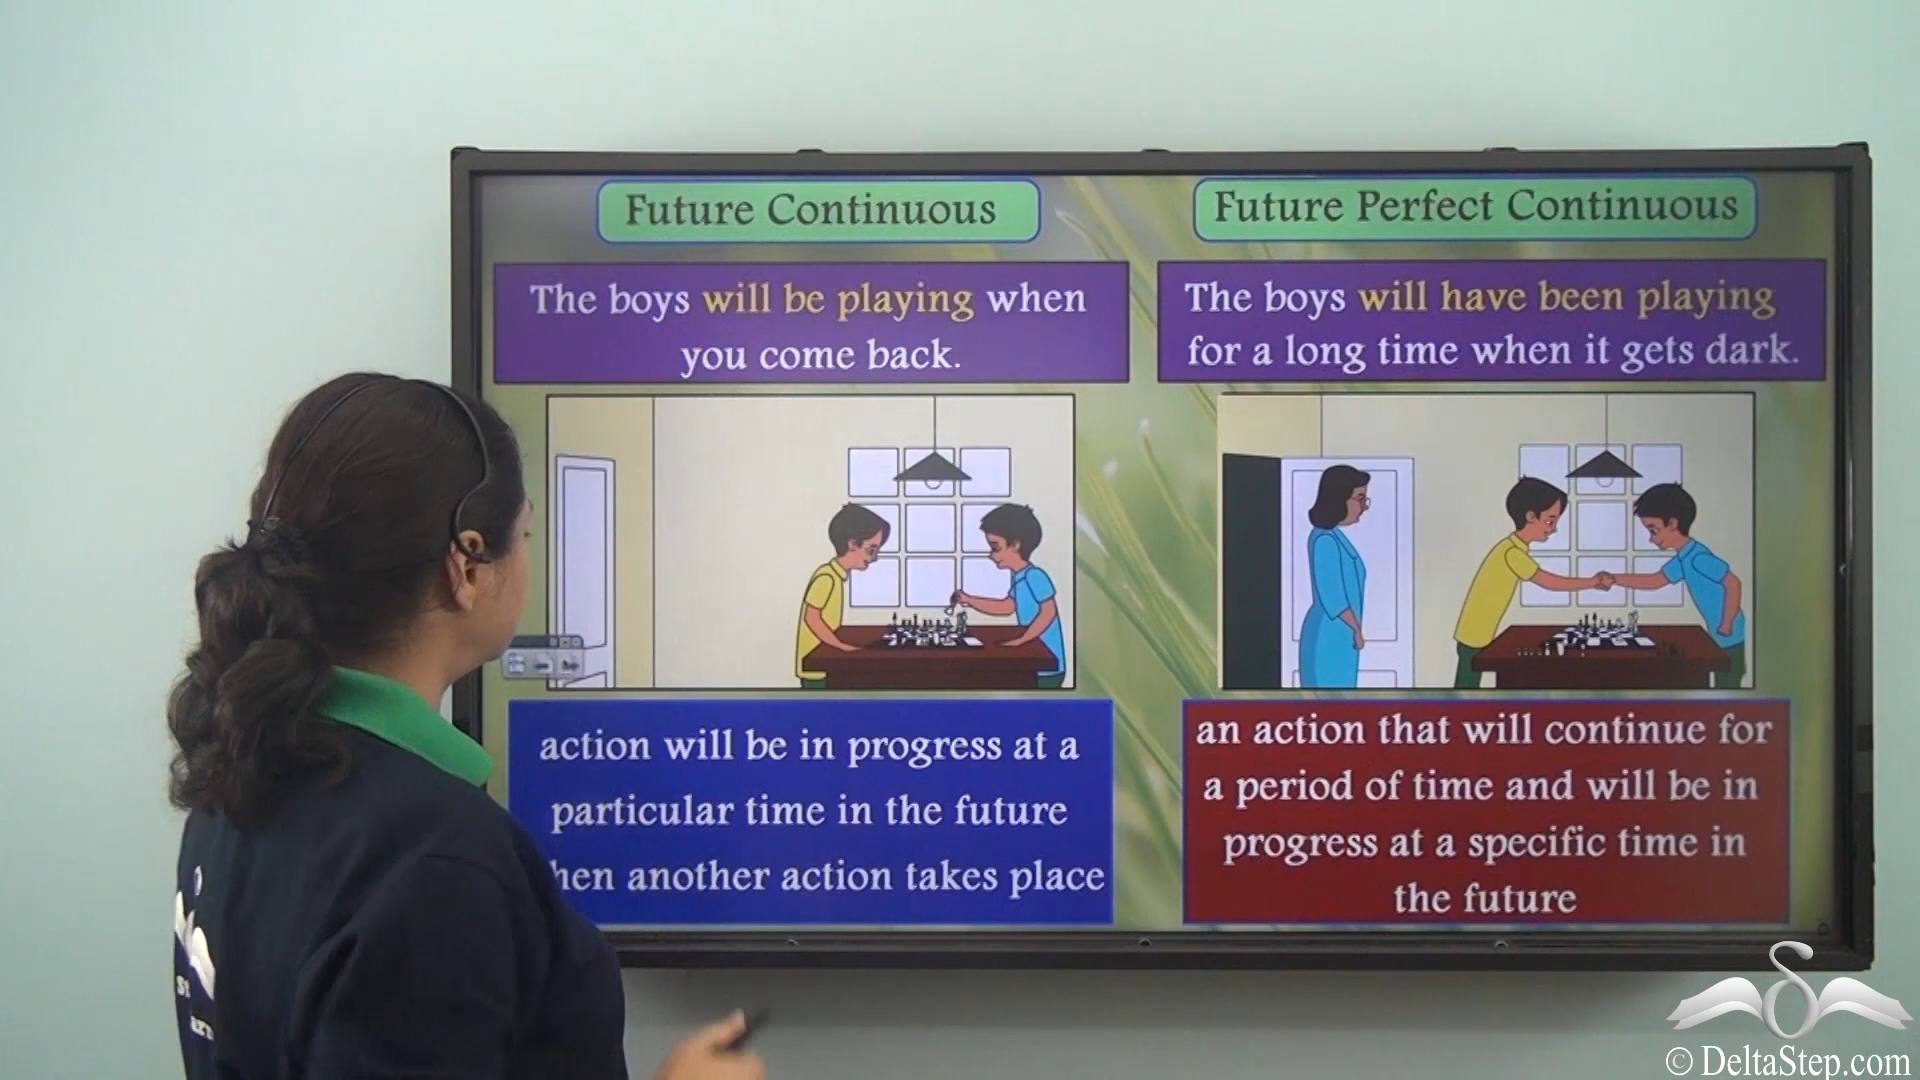 Future Continuous
The boys will be playing when
you come back.
action will be in progress at a
particular time in the future
another action takes place
Future Perfect Continuous
The boys will have been playing
for a long time when it gets dark.
an action that will continue for
a period of time and will be in
progress at a specific time in
the future
© DeltaStep.com